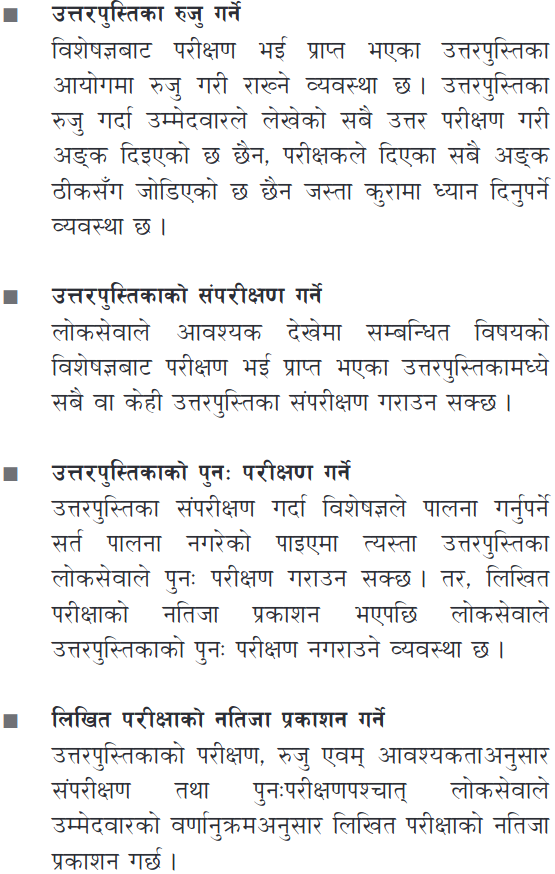 ■ उत्तरपुस्तिका रुजु गर्ने
विशेषज्ञबाट परीक्षण भई प्राप्त भएका उत्तरपुस्तिका
आयोगमा रुजु गरी राख्ने व्यवस्था छ । उत्तरपुस्तिका
रुजु गर्दा उम्मेदवारले लेखेको सबै उत्तर परीक्षण गरी
अङ्क दिइएको छ छैन, परीक्षकले दिएका सबै अङ्क
ठीकसँग जोडिएको छ छैन जस्ता कुरामा ध्यान दिनुपर्ने
व्यवस्था छ ।
■ उत्तरपुस्तिकाको संपरीक्षण गर्ने
लोकसेवाले आवश्यक देखेमा सम्बन्धित विषयको
विशेषज्ञबाट परीक्षण भई प्राप्त भएका उत्तरपुस्तिकामध्ये
सबै वा केही उत्तरपुस्तिका संपरीक्षण गराउन सक्छ ।
■ उत्तरपुस्तिकाको पुनः परीक्षण गर्ने
उत्तरपुस्तिका संपरीक्षण गर्दा विशेषज्ञले पालना गर्नुपर्ने
सर्त पालना नगरेको पाइएमा त्यस्ता उत्तरपुस्तिका
लोकसेवाले पुनः परीक्षण गराउन सक्छ । तर, लिखित
परीक्षाको नतिजा प्रकाशन भएपछि लोकसेवाले
उत्तरपुस्तिकाको पुनः परीक्षण नगराउने व्यवस्था छ ।
■ लिखित परीक्षाको नतिजा प्रकाशन गर्ने
उत्तरपुस्तिकाको परीक्षण, रुजु एवम् आवश्यकताअनुसार
संपरीक्षण तथा पुनःपरीक्षणपश्चात् लोकसेवाले
उम्मेदवारको वर्णानुक्रमअनुसार लिखित परीक्षाको नतिजा
प्रकाशन गर्छ ।